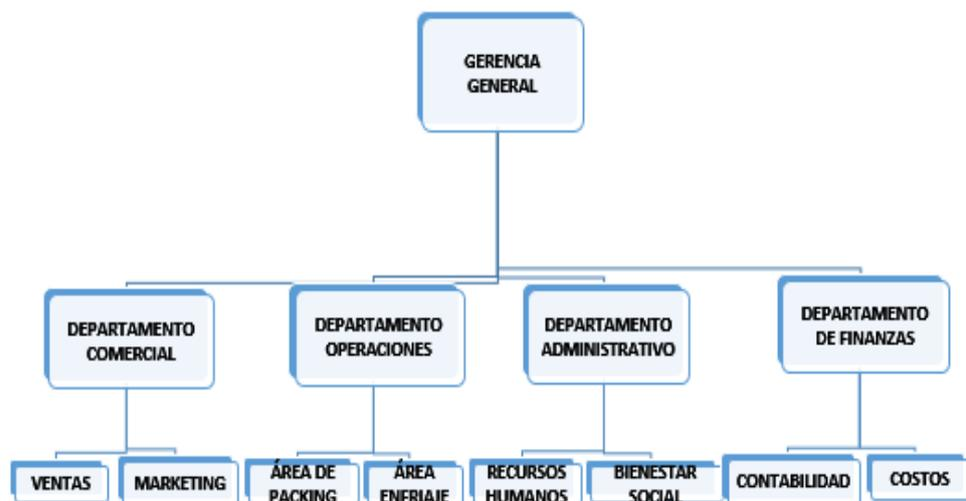 GERENCIA
GENERAL
DEPARTAMENTO
COMERCIAL
DEPARTAMENTO
OPERACIONES
DEPARTAMENTO
ADMINISTRATIVO
DEPARTAMENTO
DE FINANZAS
VENTAS
MARKETING
ÁREA DE
PACKING
ÁREA
ENFRIAJE
RECURSOS
HUMANOS
BIENESTAR
SOCIAL
CONTABILIDAD
COSTOS